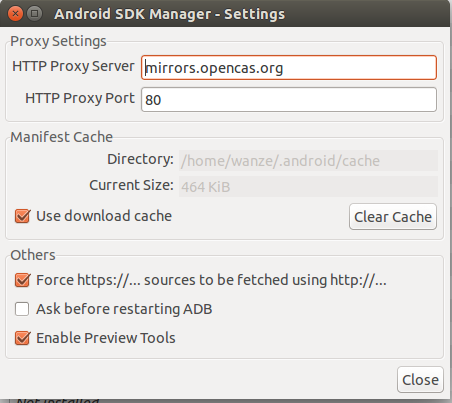 Android SDK Manager - Settings
Proxy Settings
HTTP Proxy Server mirrors.opencas.org
HTTP Proxy Port 80
Manifest Cache
Directory: /home/wanze/.android/cache
Current Size: 464 KiB
Use download cache Clear Cache
Others
Force https://... sources to be fetched using http://...
Ask before restarting ADB
Enable Preview Tools
Close
Not installed